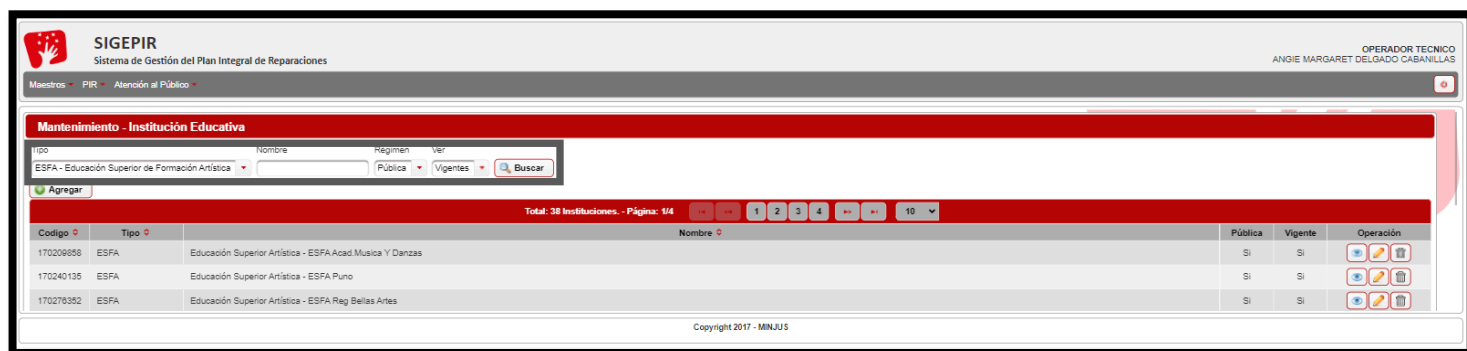 SIGEPIR
Sistema de Gestión del Plan Integral de Reparaciones
OPERADOR TECNICO
ANGIE MARGARET DELGADO CABANILLAS
Maestros PIR Atención al Público
Mantenimiento - Institución Educativa
Tipo Nombre Régimen Ver
ESFA - Educación Superior de Formación Artística Pública Vigentes Buscar
Agregar
Total: 38 Instituciones. - Página: 1/4 1 2 3 4 10
Codigo Tipo Nombre Pública Vigente Operación
170209858 ESFA Educación Superior Artística - ESFA Acad.Musica Y Danzas Si Si
170240135 ESFA Educación Superior Artística - ESFA Puno Si Si
170276352 ESFA Educación Superior Artística - ESFA Reg Bellas Artes Si Si
Copyright 2017 - MINJUS